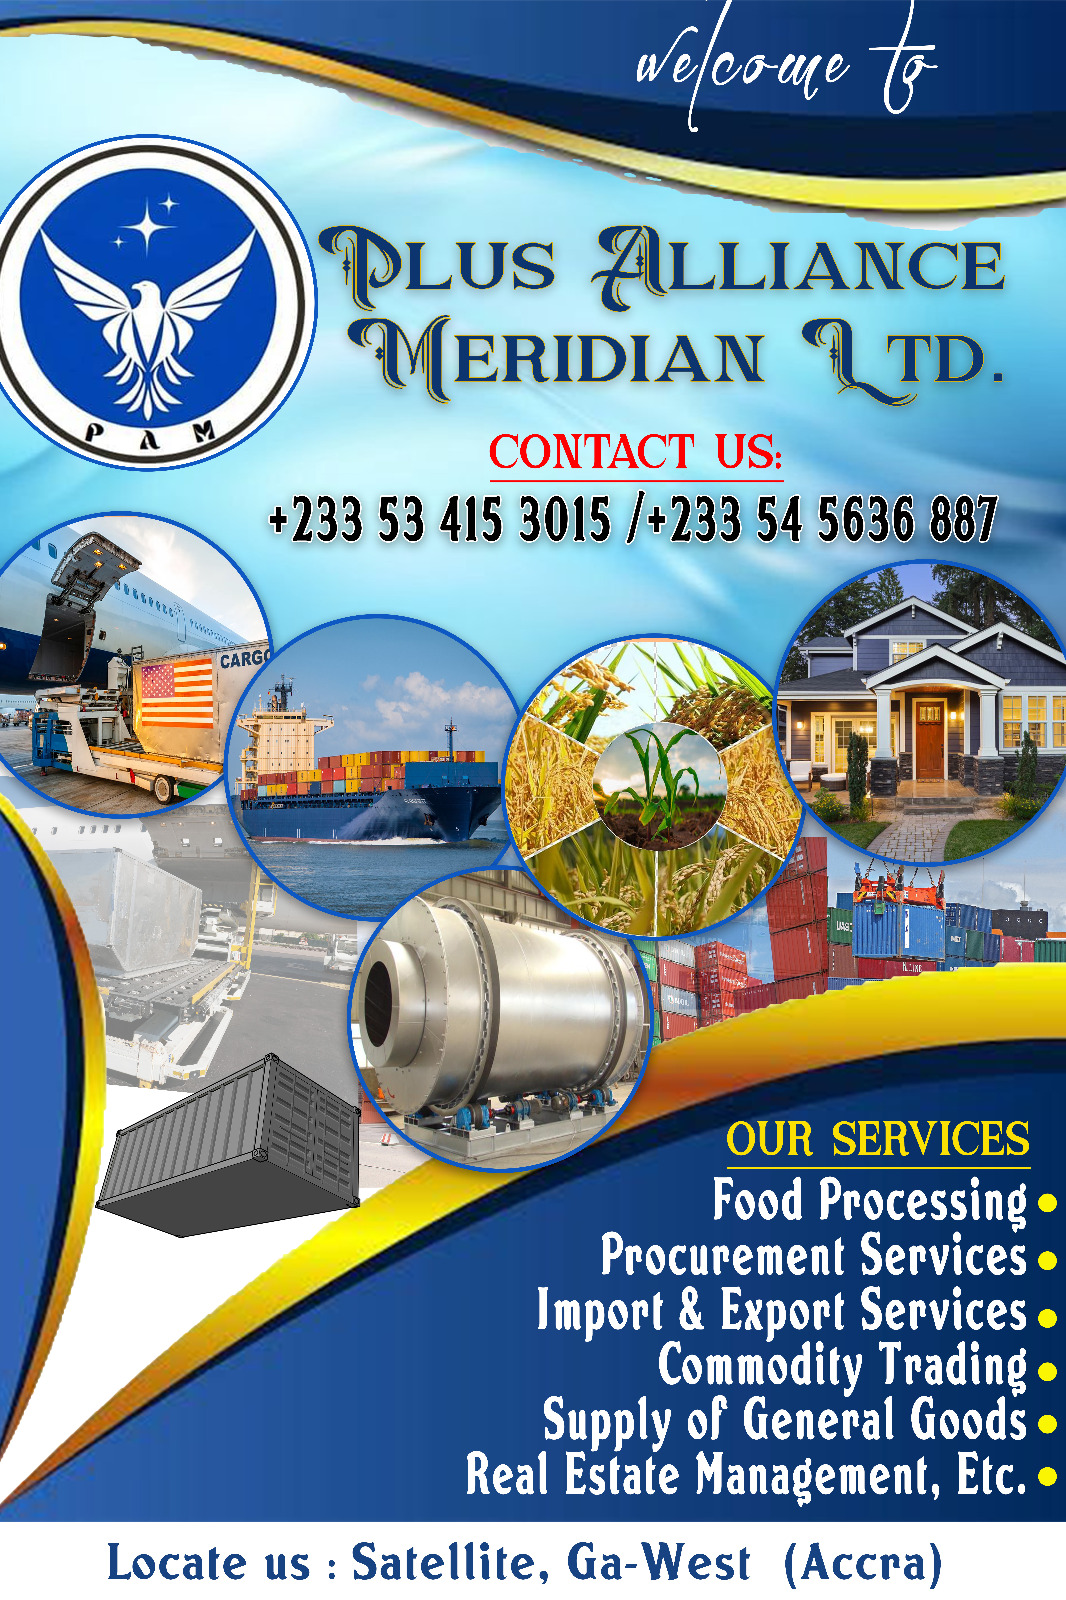 welcome to
PLUS ALLIANCE
MERIDIAN LTD.
PAM
CONTACT US:
+233 53 415 3015 /+233 54 5636 887
CARGO
OUR SERVICES
Food Processing
Procurement Services
Import & Export Services
Commodity Trading
Supply of General Goods
Real Estate Management, Etc.
Locate us : Satellite, Ga-West (Accra)